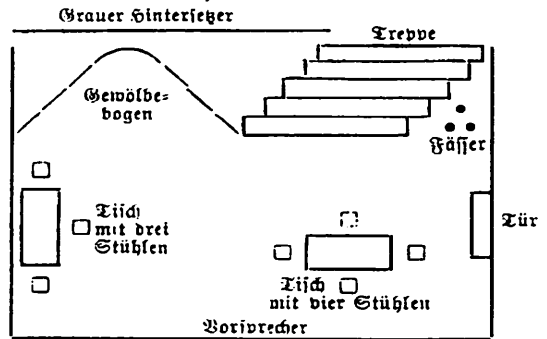 Grauer Hintersetzer
Treppe
Gewölbe-
bogen
Fässer
Tisch
mit drei
Stühlen
Tür
Tisch
mit vier Stühlen
Vorsprecher